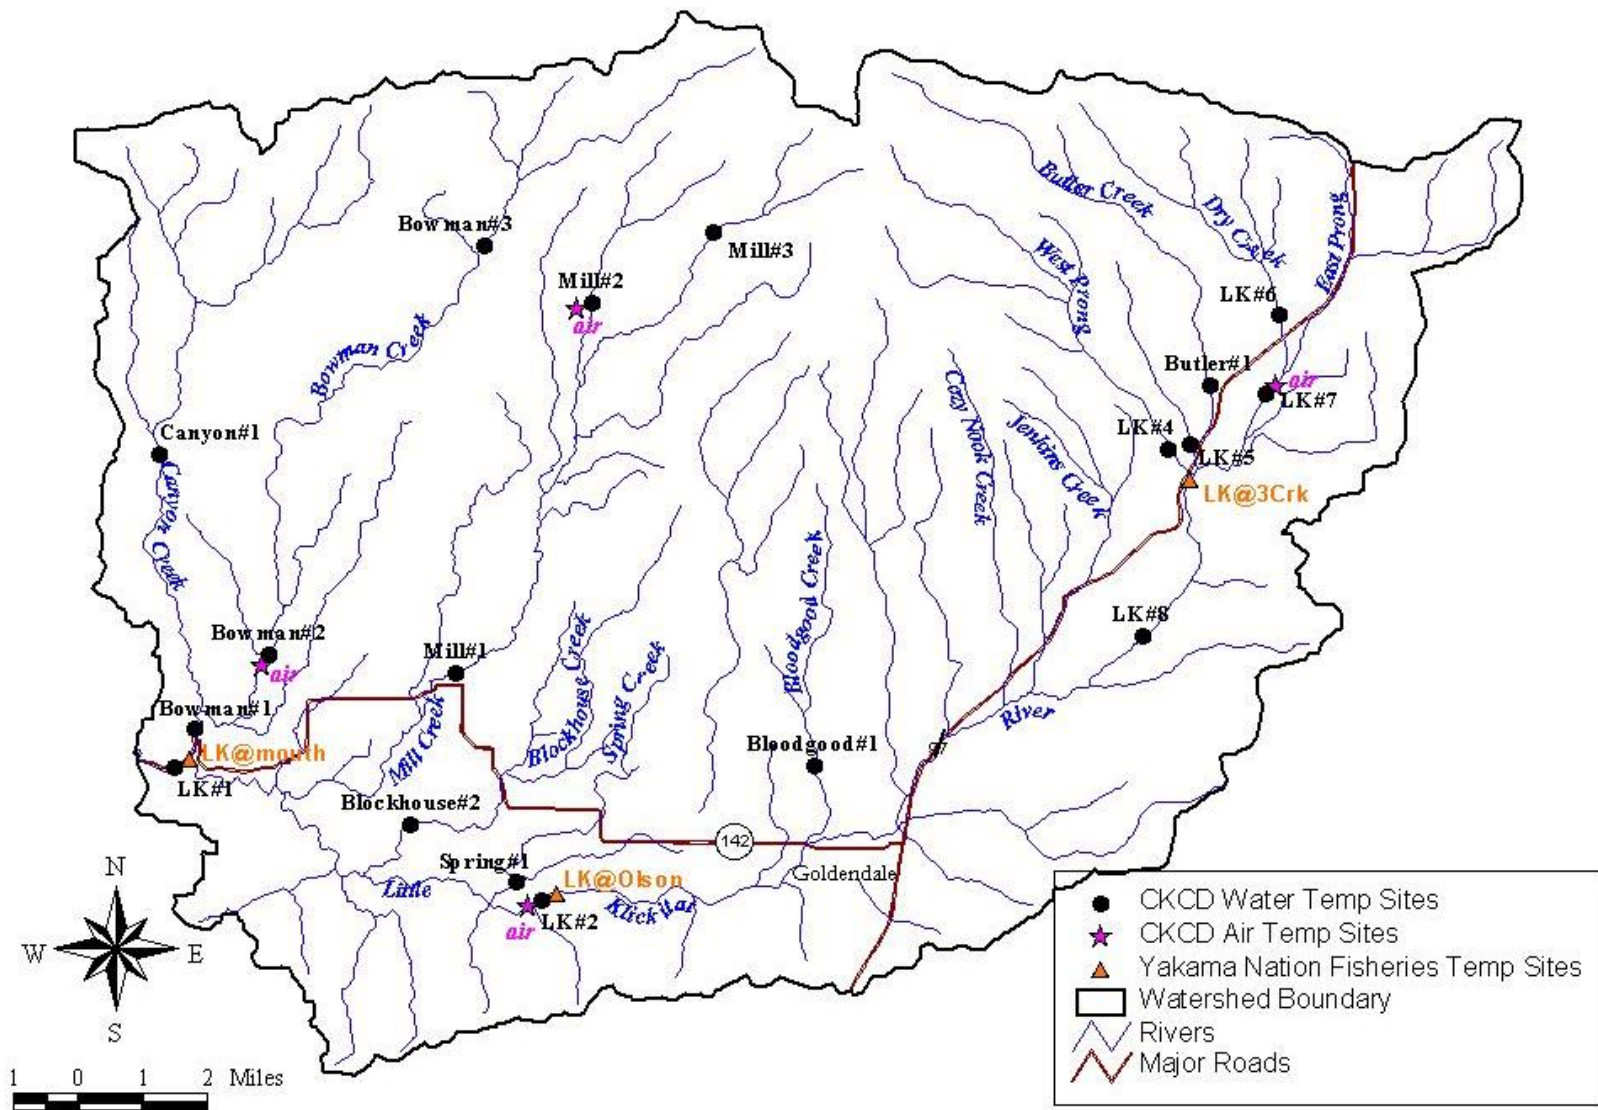 Butler Creek
Dry Creek
East Prong
Bowman#3
Mill#3
West Prong
Mill#2
air
LK#6
Bowman Creek
Butler#1
air
LK#7
Cozy Nook Creek
Jenkins Creek
LK#4
LK#5
Canyon#1
LK@3Crk
Canyon Creek
Bloodgood Creek
LK#8
Bowman#2
air
Mill#1
Blockhouse Creek
Spring Creek
Bowman#1
River
LK@mouth
Mill Creek
Bloodgood#1
97
LK#1
Blockhouse#2
142
Spring#1
Goldendale
Little
LK@Olson
Klickitat
LK#2
air
N
W
E
S
1 0 1 2 Miles
CKCD Water Temp Sites
CKCD Air Temp Sites
Yakama Nation Fisheries Temp Sites
Watershed Boundary
Rivers
Major Roads